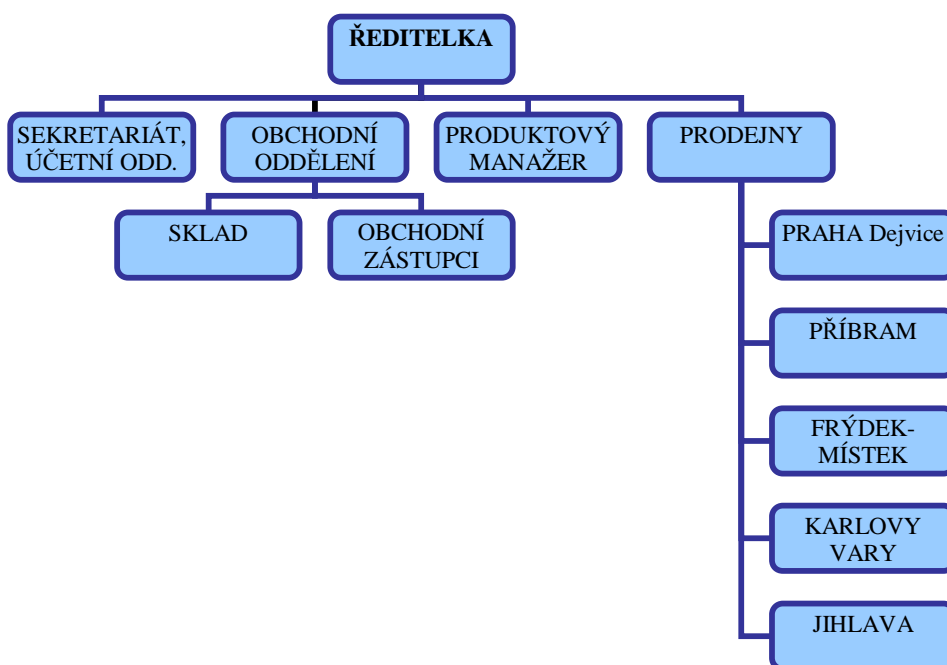 ŘEDITELKA
SEKRETARIÁT,
ÚČETNÍ ODD.
OBCHODNÍ
ODDĚLENÍ
PRODUKTOVÝ
MANAŽER
PRODEJNY
SKLAD
OBCHODNÍ
ZÁSTUPCI
PRAHA Dejvice
PŘÍBRAM
FRÝDEK-
MÍSTEK
KARLOVY
VARY
JIHLAVA